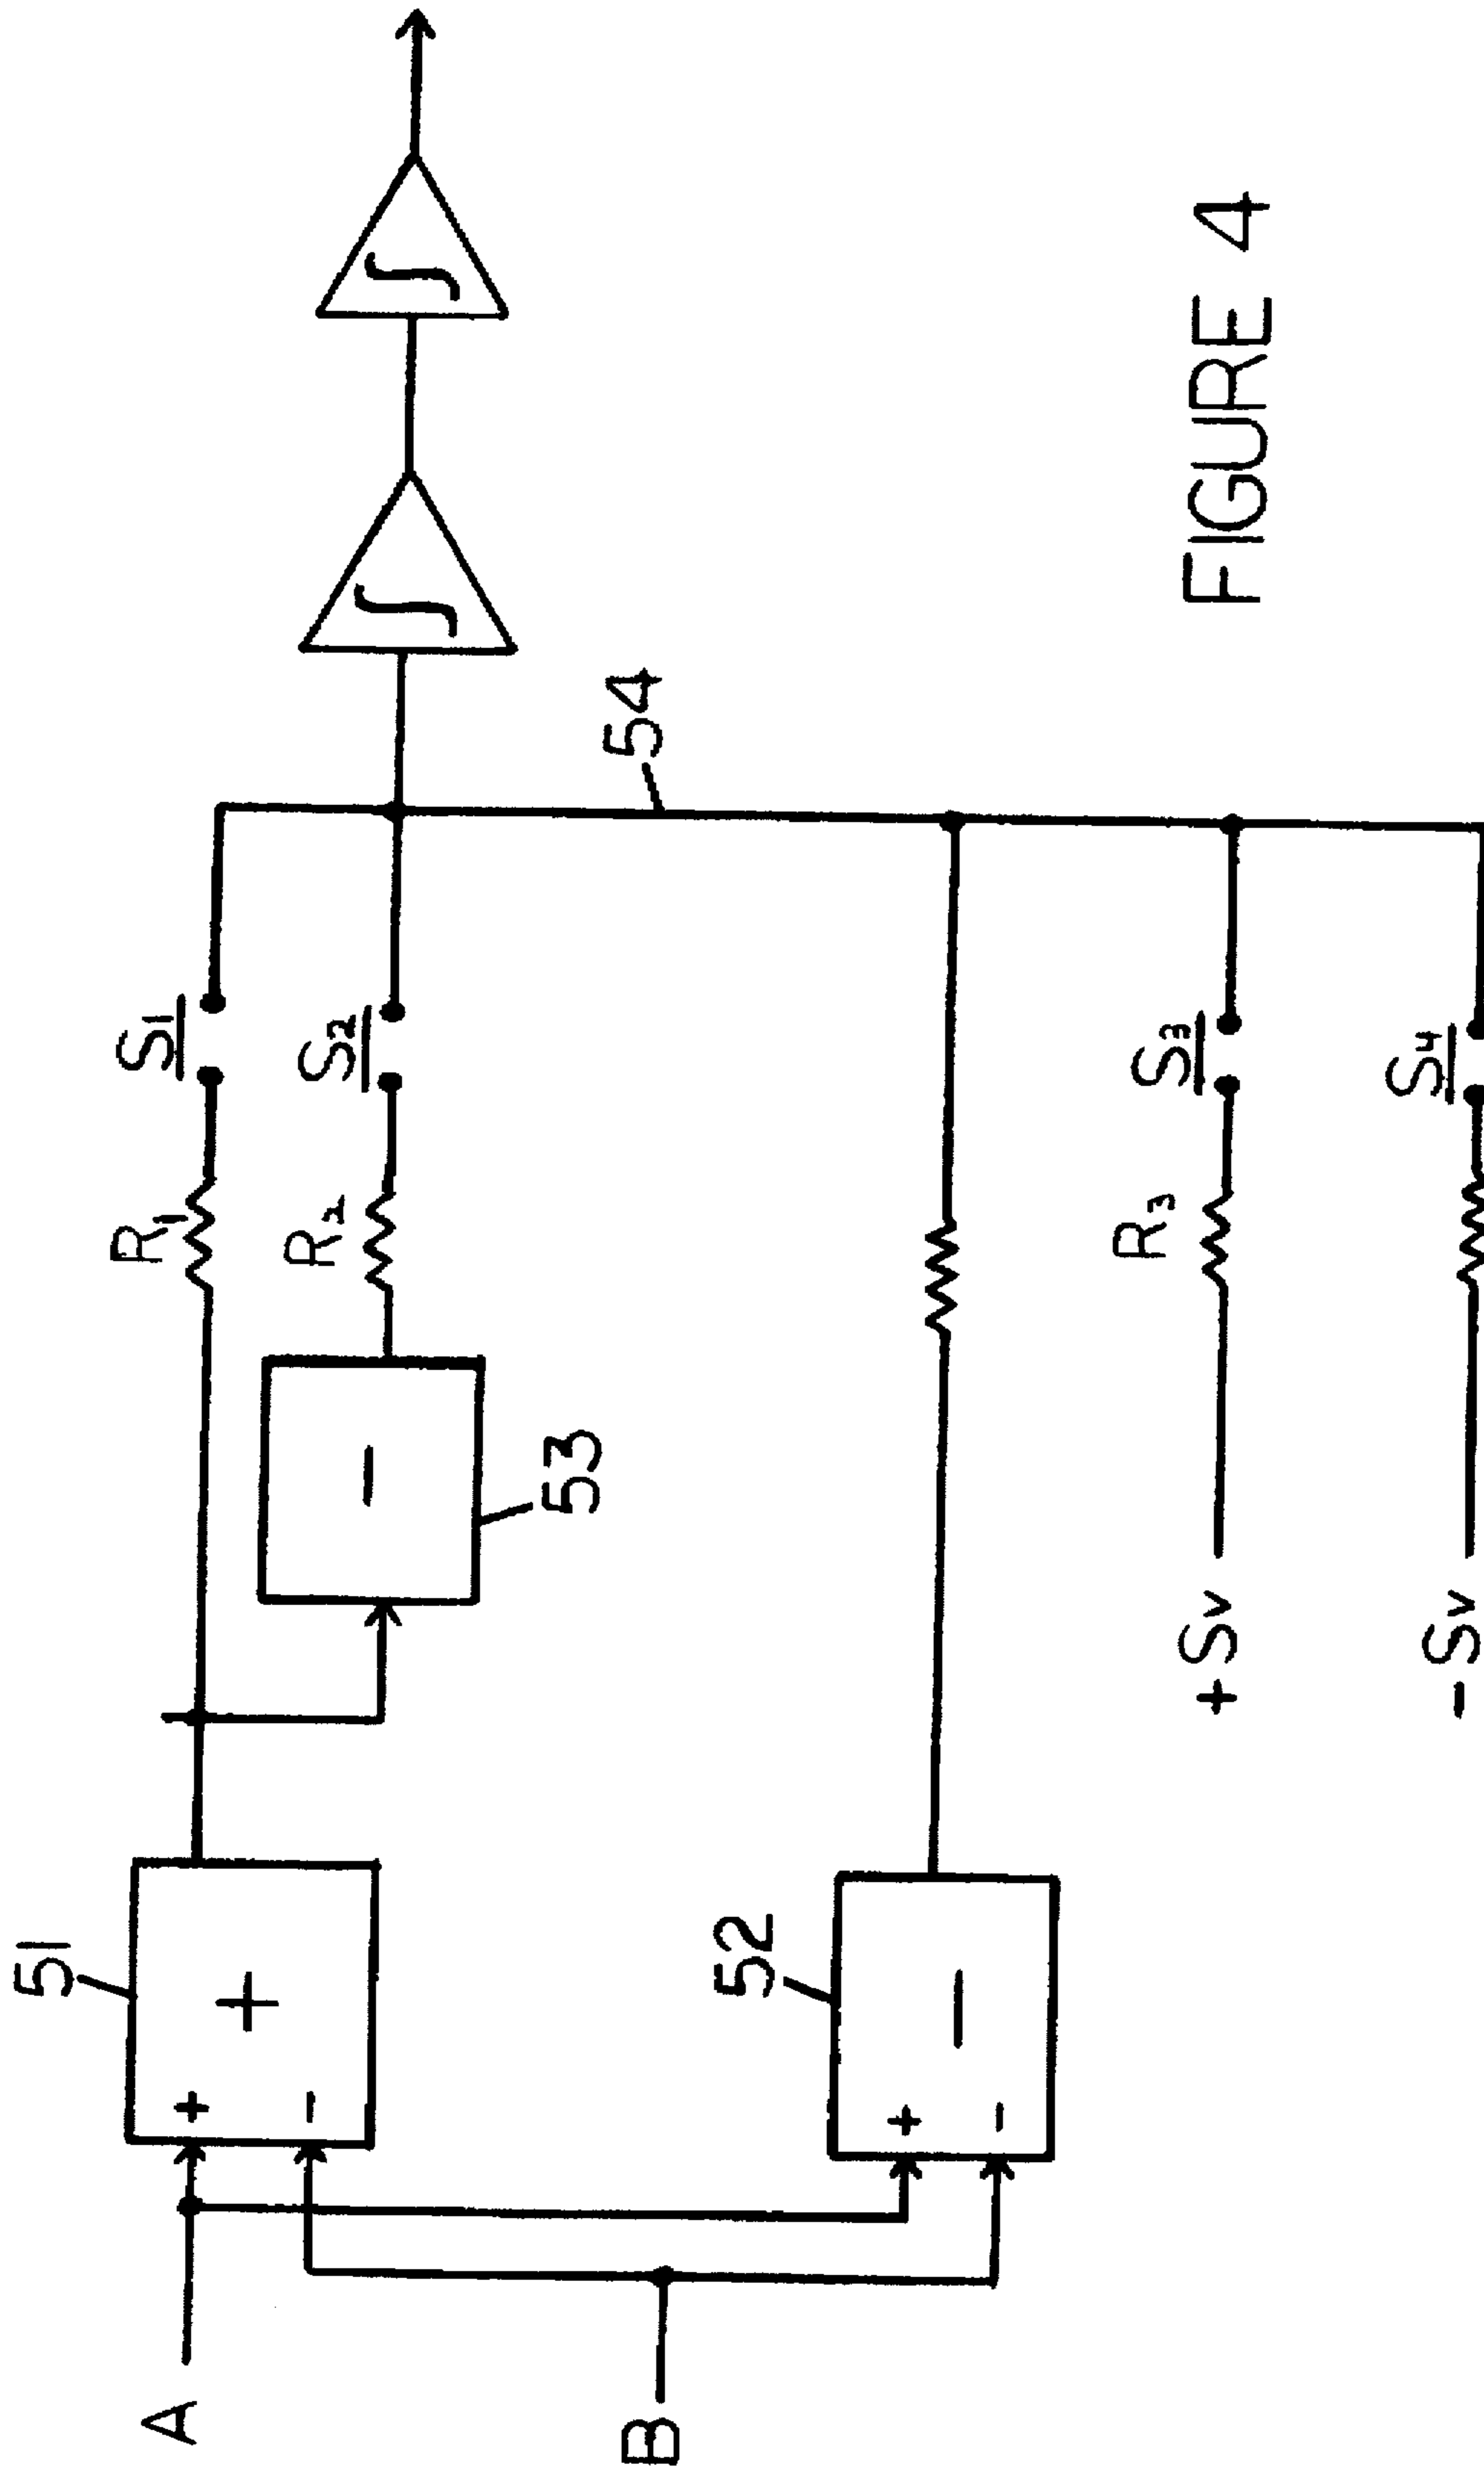 51
+
+
-
A
53
-
R1
S1
R2
S2
54
∫
∫
B
52
-
+
-
+Sv
R3
S3
-Sv
S4
FIGURE 4